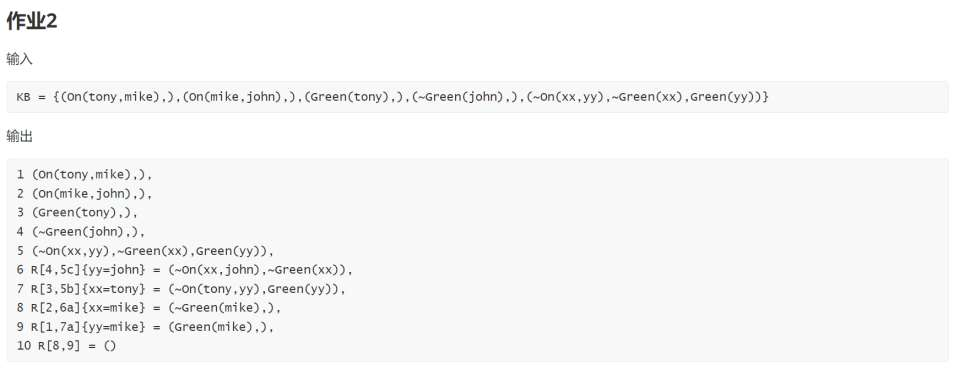 作业2
输入
KB = {(On(tony,mike),),(On(mike,john),),(Green(tony),),(~Green(john),),(~On(xx,yy),~Green(xx),Green(yy))}
输出
1 (On(tony,mike),),
2 (On(mike,john),),
3 (Green(tony),),
4 (~Green(john),),
5 (~On(xx,yy),~Green(xx),Green(yy)),
6 R[4,5c]{yy=john} = (~On(xx,john),~Green(xx)),
7 R[3,5b]{xx=tony} = (~On(tony,yy),Green(yy)),
8 R[2,6a]{xx=mike} = (~Green(mike),),
9 R[1,7a]{yy=mike} = (Green(mike),),
10 R[8,9] = ()